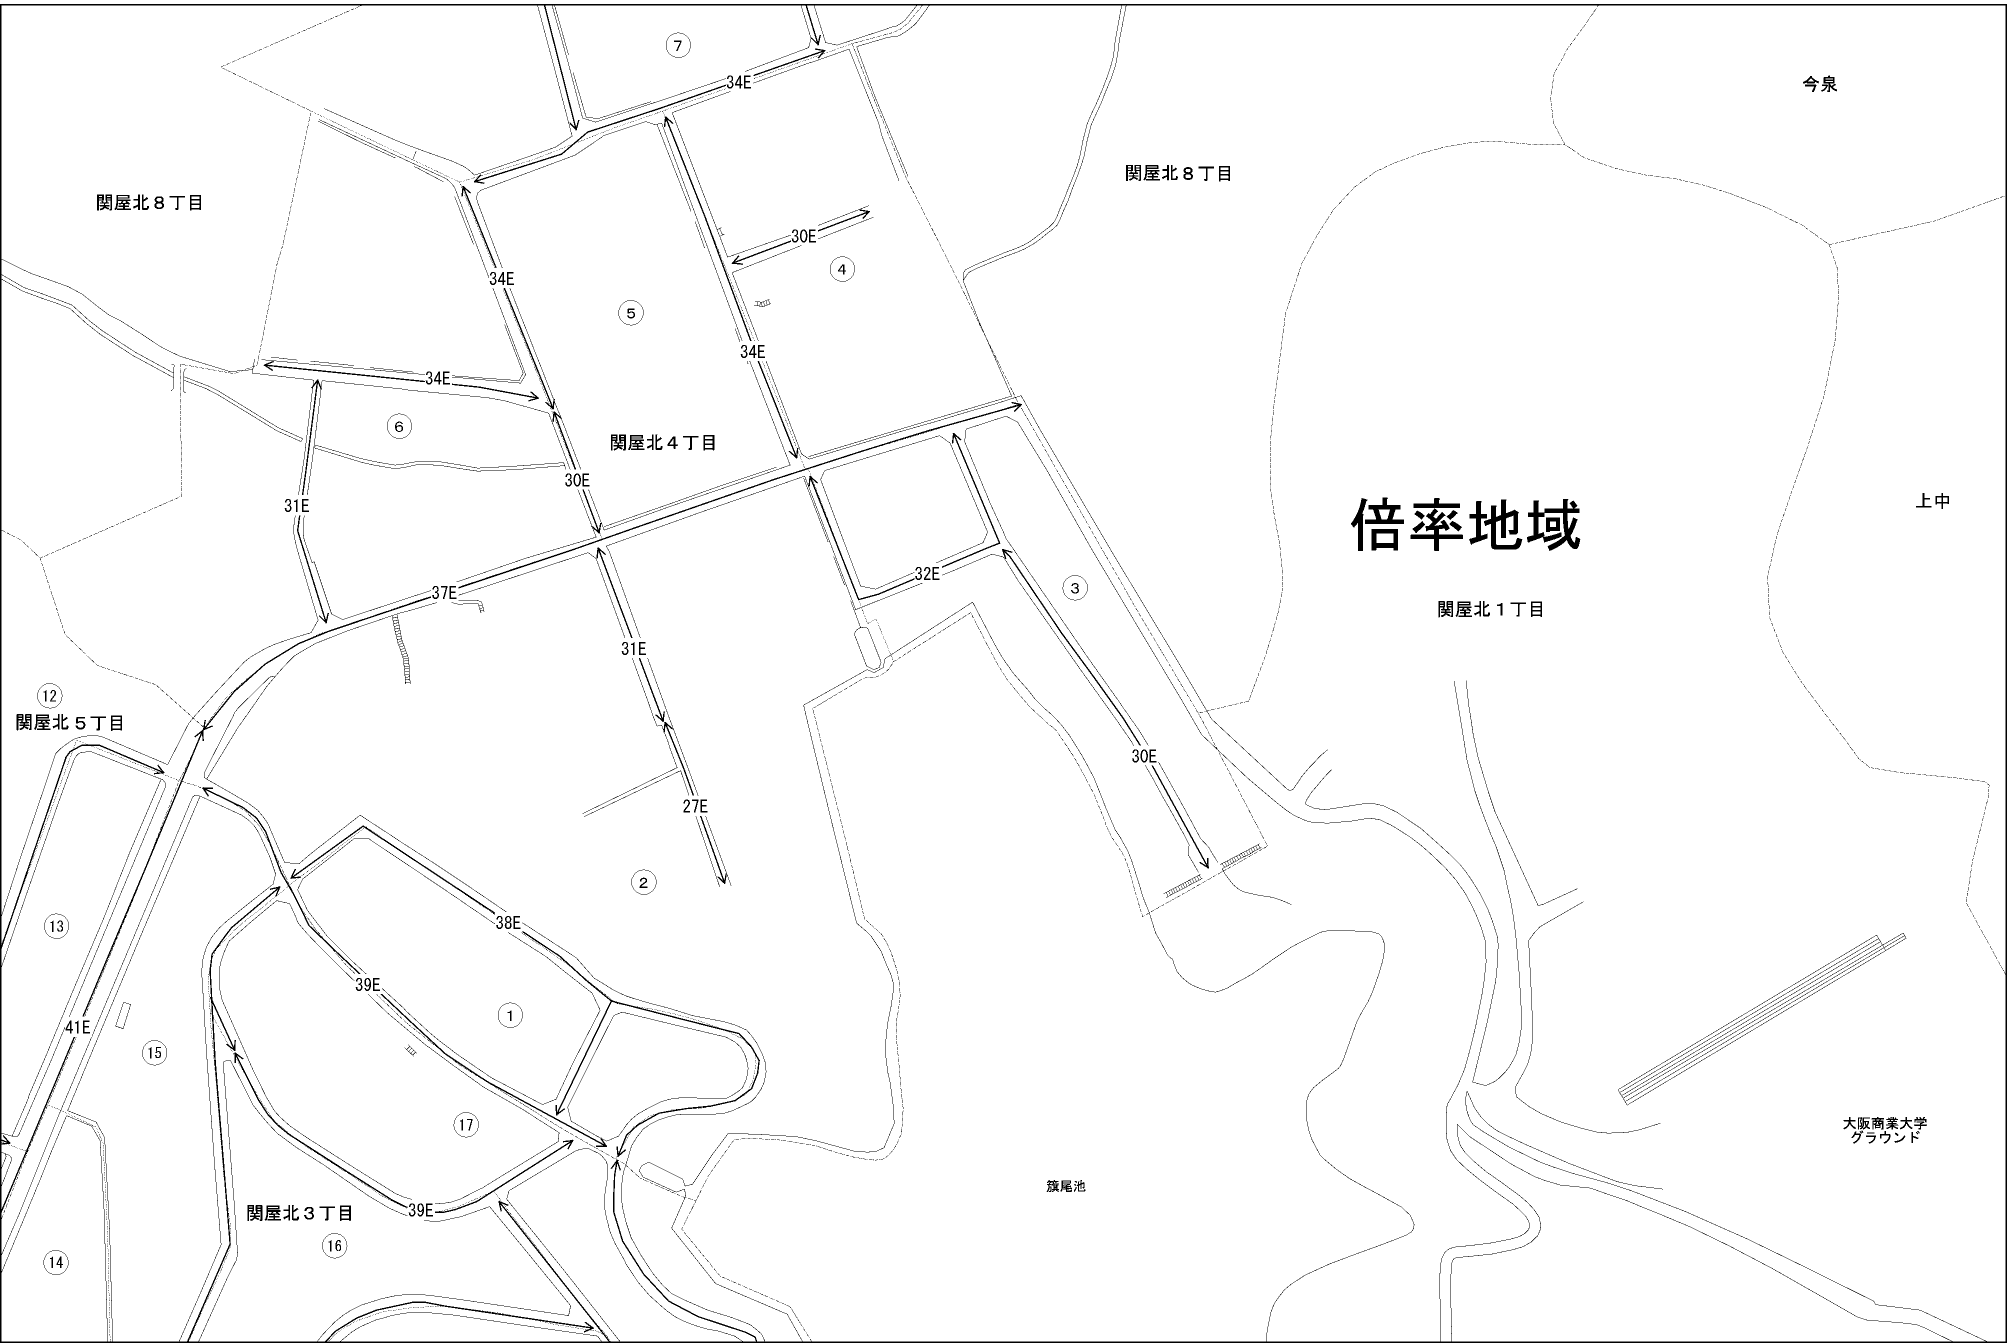 7
34E
今泉
関屋北８丁目
関屋北８丁目
30E
4
34E
5
34E
34E
6
関屋北４丁目
30E
31E
上中
倍率地域
32E
3
37E
関屋北１丁目
31E
12
関屋北５丁目
30E
27E
2
38E
13
39E
1
41E
15
17
大阪商業大学
グラウンド
籏尾池
39E
関屋北３丁目
16
14